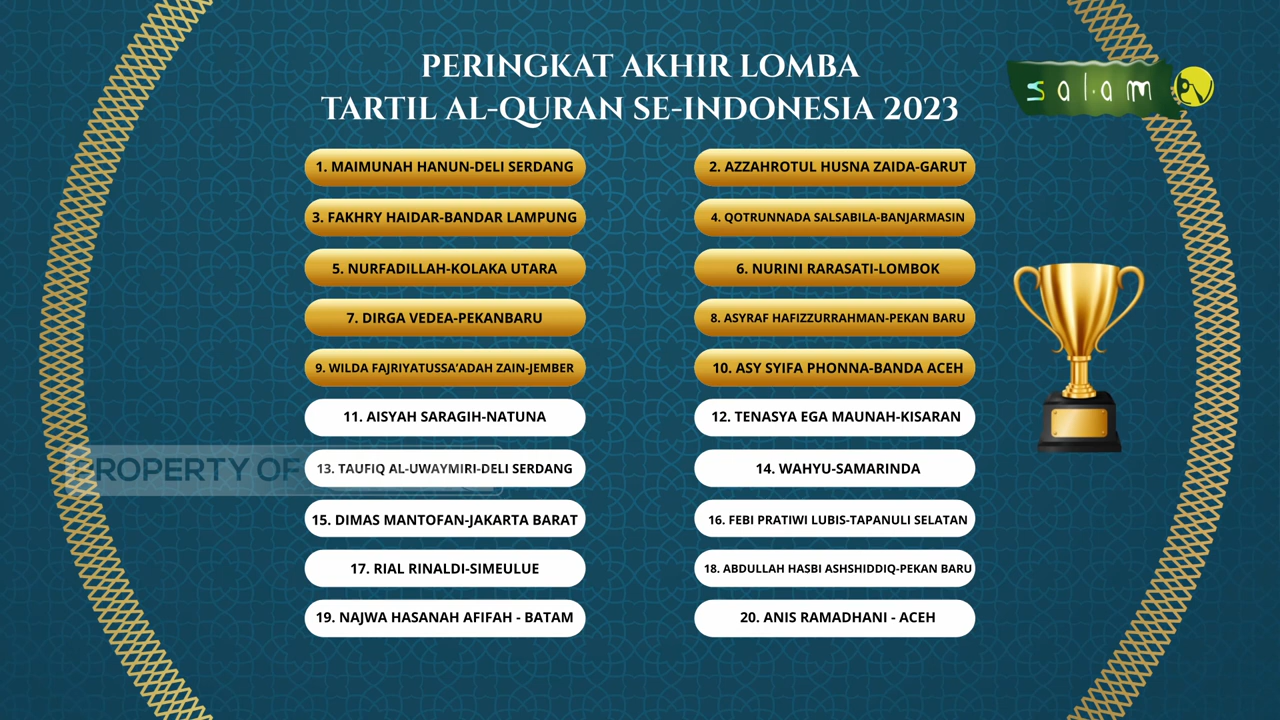 PERINGKAT AKHIR LOMBA
TARTIL AL-QURAN SE-INDONESIA 2023
salam
1. MAIMUNAH HANUN-DELI SERDANG
2. AZZAHROTUL HUSNA ZAIDA-GARUT
3. FAKHRY HAIDAR-BANDAR LAMPUNG
4. QOTRUNNADA SALSABILA-BANJARMASIN
5. NURFADILLAH-KOLAKA UTARA
6. NURINI RARASATI-LOMBOK
7. DIRGA VEDEA-PEKANBARU
8. ASYRAF HAFIZZURRAHMAN-PEKAN BARU
9. WILDA FAJRIYATUSSA'ADAH ZAIN-JEMBER
10. ASY SYIFA PHONNA-BANDA ACEH
11. AISYAH SARAGIH-NATUNA
12. TENASYA EGA MAUNAH-KISARAN
PROPERTY OF
13. TAUFIQ AL-UWAYMIRI-DELI SERDANG
14. WAHYU-SAMARINDA
15. DIMAS MANTOFAN-JAKARTA BARAT
16. FEBI PRATIWI LUBIS-TAPANULI SELATAN
17. RIAL RINALDI-SIMEULUE
18. ABDULLAH HASBI ASHSHIDDIQ-PEKAN BARU
19. NAJWA HASANAH AFIFAH - BATAM
20. ANIS RAMADHANI - ACEH